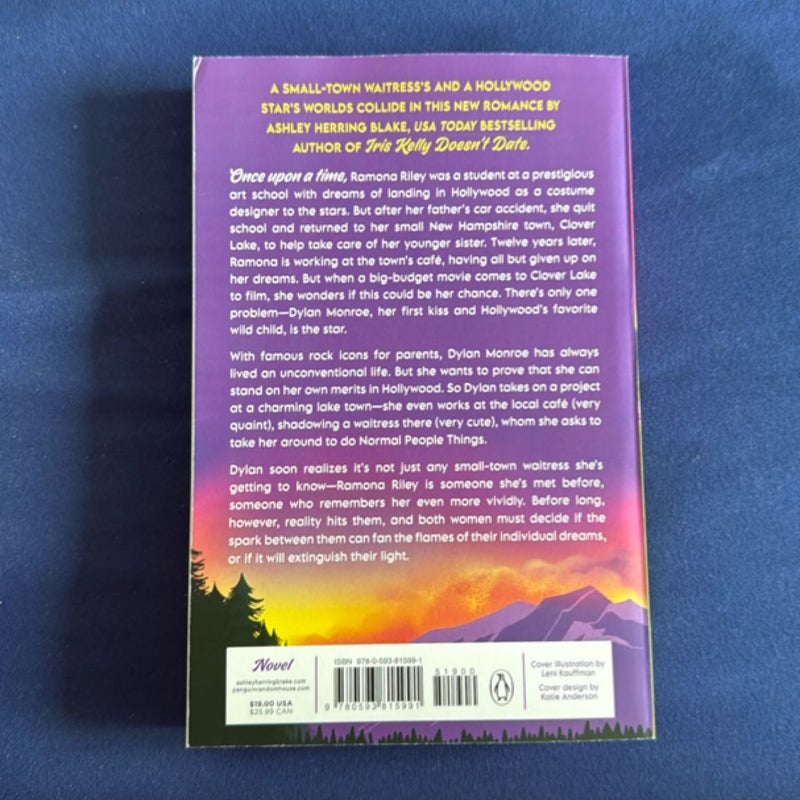 A SMALL-TOWN WAITRESS'S AND A HOLLYWOOD
STAR'S WORLDS COLLIDE IN THIS NEW ROMANCE BY
ASHLEY HERRING BLAKE, USA TODAY BESTSELLING
AUTHOR OF Iris Kelly Doesn't Date.
Once upon a time, Ramona Riley was a student at a prestigious
art school with dreams of landing in Hollywood as a costume
designer to the stars. But after her father's car accident, she quit
school and returned to her small New Hampshire town, Clover
Lake, to help take care of her younger sister. Twelve years later,
Ramona is working at the town's café, having all but given up on
her dreams. But when a big-budget movie comes to Clover Lake
to film, she wonders if this could be her chance. There's only one
problem—Dylan Monroe, her first kiss and Hollywood's favorite
wild child, is the star.
With famous rock icons for parents, Dylan Monroe has always
lived an unconventional life. But she wants to prove that she can
stand on her own merits in Hollywood. So Dylan takes on a project
at a charming lake town—she even works at the local café (very
quaint), shadowing a waitress there (very cute), whom she asks to
take her around to do Normal People Things.
Dylan soon realizes it's not just any small-town waitress she's
getting to know—Ramona Riley is someone she's met before,
someone who remembers her even more vividly. Before long,
however, reality hits them, and both women must decide if the
spark between them can fan the flames of their individual dreams,
or if it will extinguish their light.
Novel
ashleyherringblake.com
penguinrandomhouse.com
$19.00 USA
$25.99 CAN
ISBN 978-0-593-81599-1
51900
9 780593 815991
Cover illustration by
Leni Kauffman
Cover design by
Katie Anderson